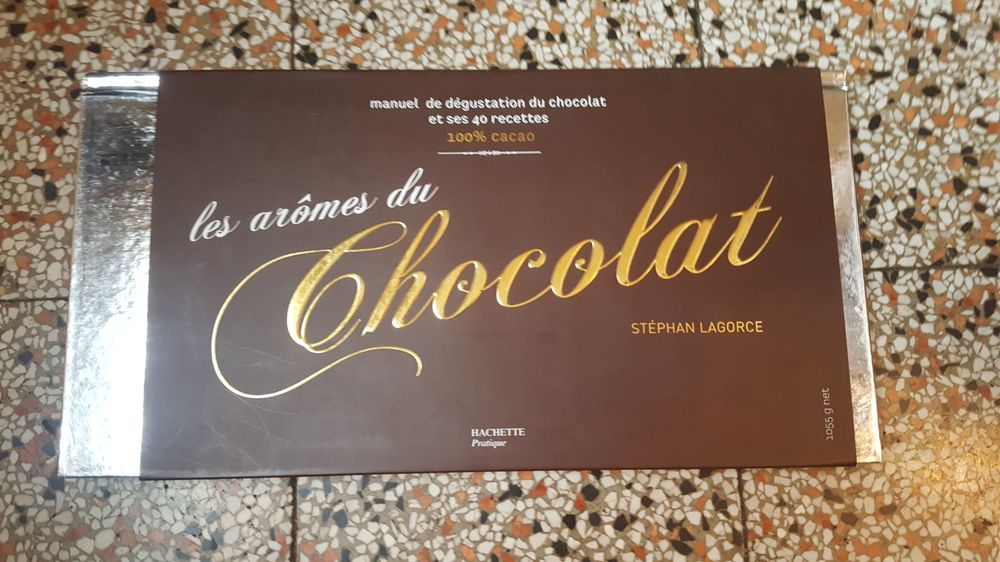 manuel de dégustation du chocolat
et ses 40 recettes
100% cacao
les arômes du
Chocolat
STÉPHAN LAGORCE
HACHETTE
Pratique
1055 g net